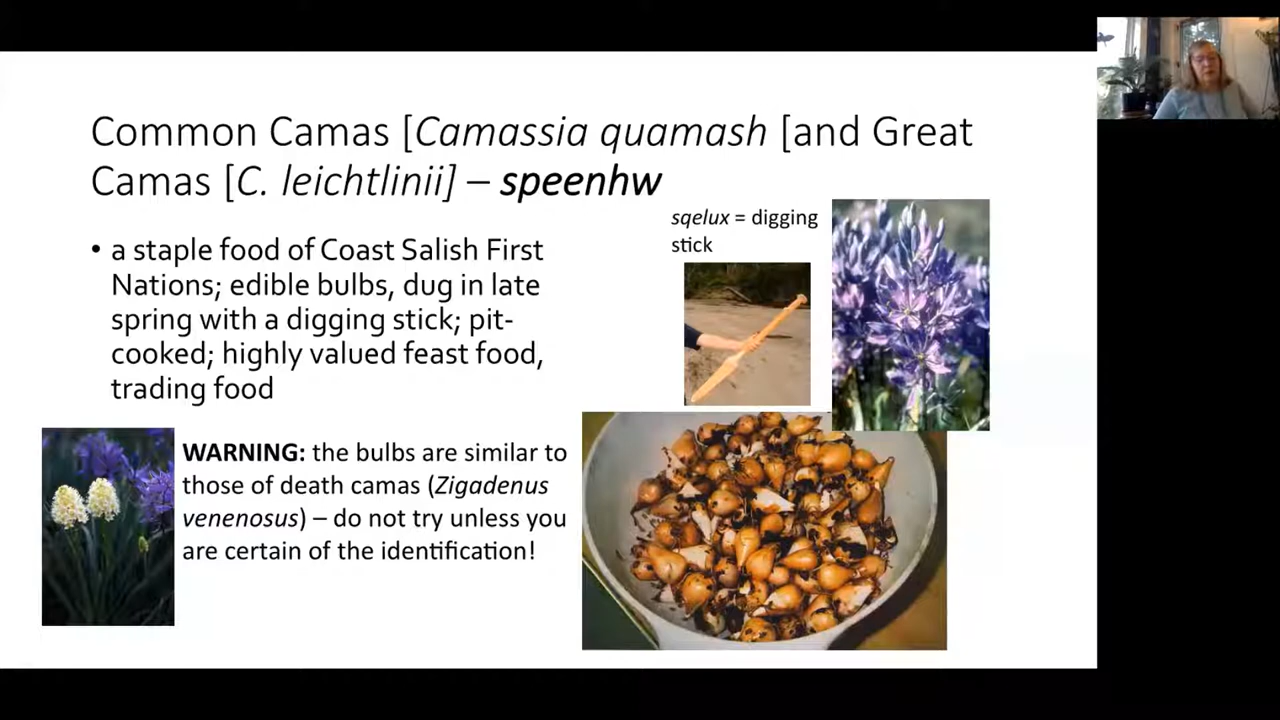 Common Camas [Camassia quamash [and Great
Camas [C. leichtlinii] – speenhw
sqelux = digging
stick
• a staple food of Coast Salish First
Nations; edible bulbs, dug in late
spring with a digging stick; pit-
cooked; highly valued feast food,
trading food
WARNING: the bulbs are similar to
those of death camas (Zigadenus
venenosus) – do not try unless you
are certain of the identification!